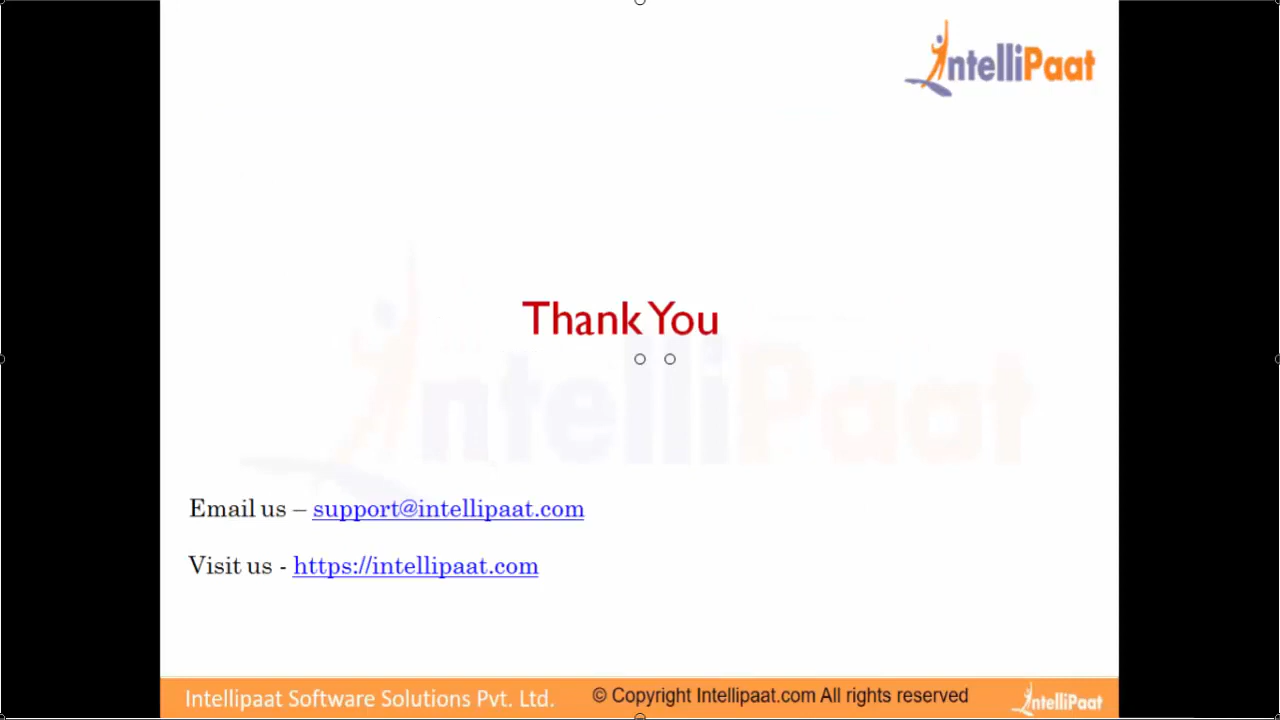 IntelliPaat
Thank You
IntelliPaat
Email us – support@intellipaat.com
Visit us - https://intellipaat.com
Intellipaat Software Solutions Pvt. Ltd. © Copyright Intellipaat.com All rights reserved IntelliPaat